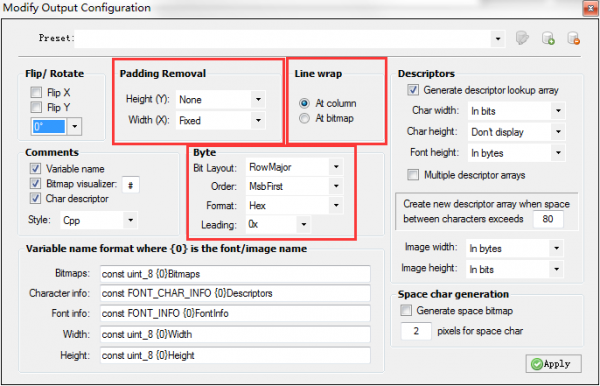 Modify Output Configuration
Preset:
Flip/ Rotate
Flip X
Flip Y
0°
Padding Removal
Height (Y): None
Width (X): Fixed
Line wrap
At column
At bitmap
Descriptors
Generate descriptor lookup array
Char width: In bits
Char height: Don't display
Font height: In bytes
Multiple descriptor arrays
Create new descriptor array when space
between characters exceeds 80
Image width: In bytes
Image height: In bits
Comments
Variable name
Bitmap visualizer: #
Char descriptor
Style: Cpp
Byte
Bit Layout: RowMajor
Order: MsbFirst
Format: Hex
Leading: 0x
Variable name format where {0} is the font/image name
Bitmaps: const uint_8 {0}Bitmaps
Character info: const FONT_CHAR_INFO {0}Descriptors
Font info: const FONT_INFO {0}FontInfo
Width: const uint_8 {0}Width
Height: const uint_8 {0}Height
Space char generation
Generate space bitmap
2 pixels for space char
Apply